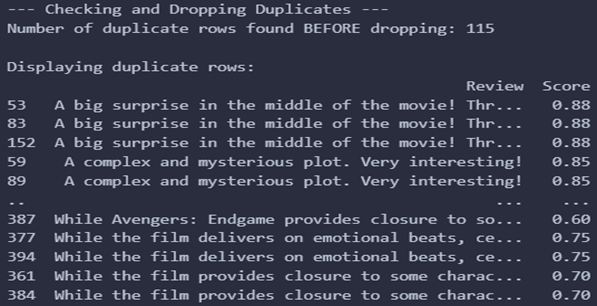 --- Checking and Dropping Duplicates ---
Number of duplicate rows found BEFORE dropping: 115
Displaying duplicate rows:
Review Score
53 A big surprise in the middle of the movie! Thr... 0.88
83 A big surprise in the middle of the movie! Thr... 0.88
152 A big surprise in the middle of the movie! Thr... 0.88
59 A complex and mysterious plot. Very interesting! 0.85
89 A complex and mysterious plot. Very interesting! 0.85
.. ... ...
387 While Avengers: Endgame provides closure to so... 0.60
377 While the film delivers on emotional beats, ce... 0.75
394 While the film delivers on emotional beats, ce... 0.75
361 While the film provides closure to some charac... 0.70
384 While the film provides closure to some charac... 0.70